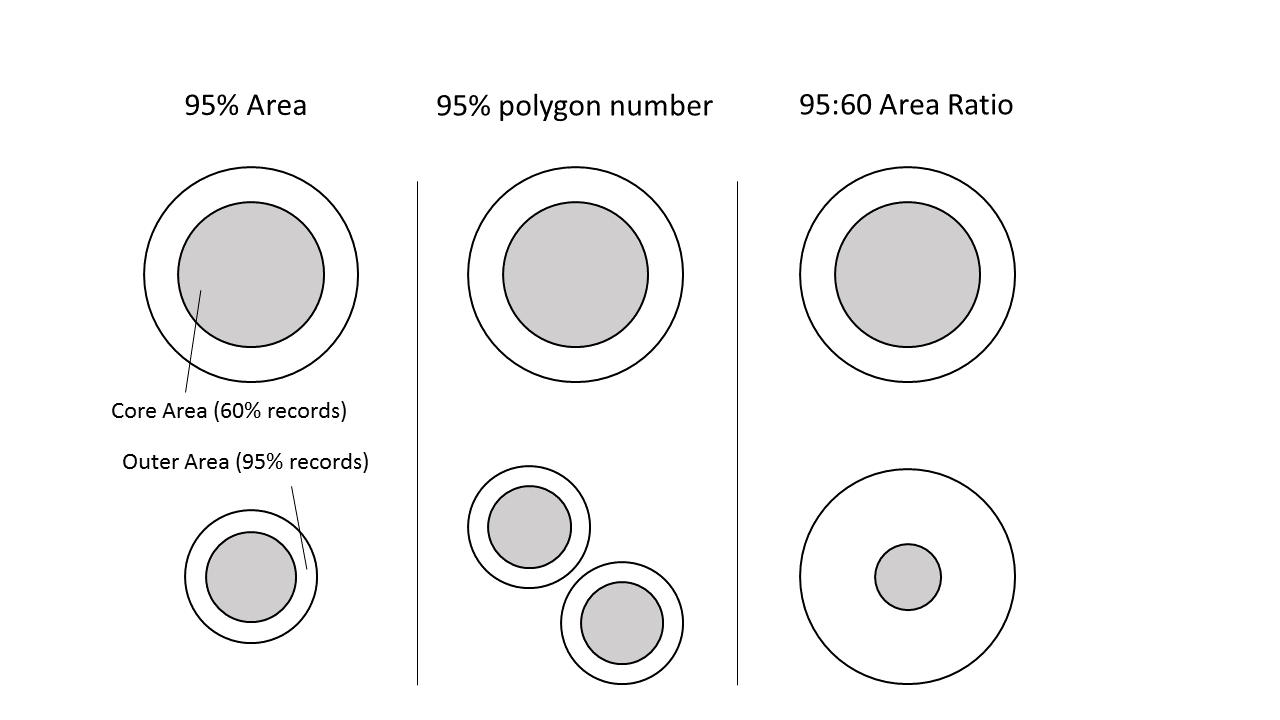 95% Area
95% polygon number
95:60 Area Ratio
Core Area (60% records)
Outer Area (95% records)